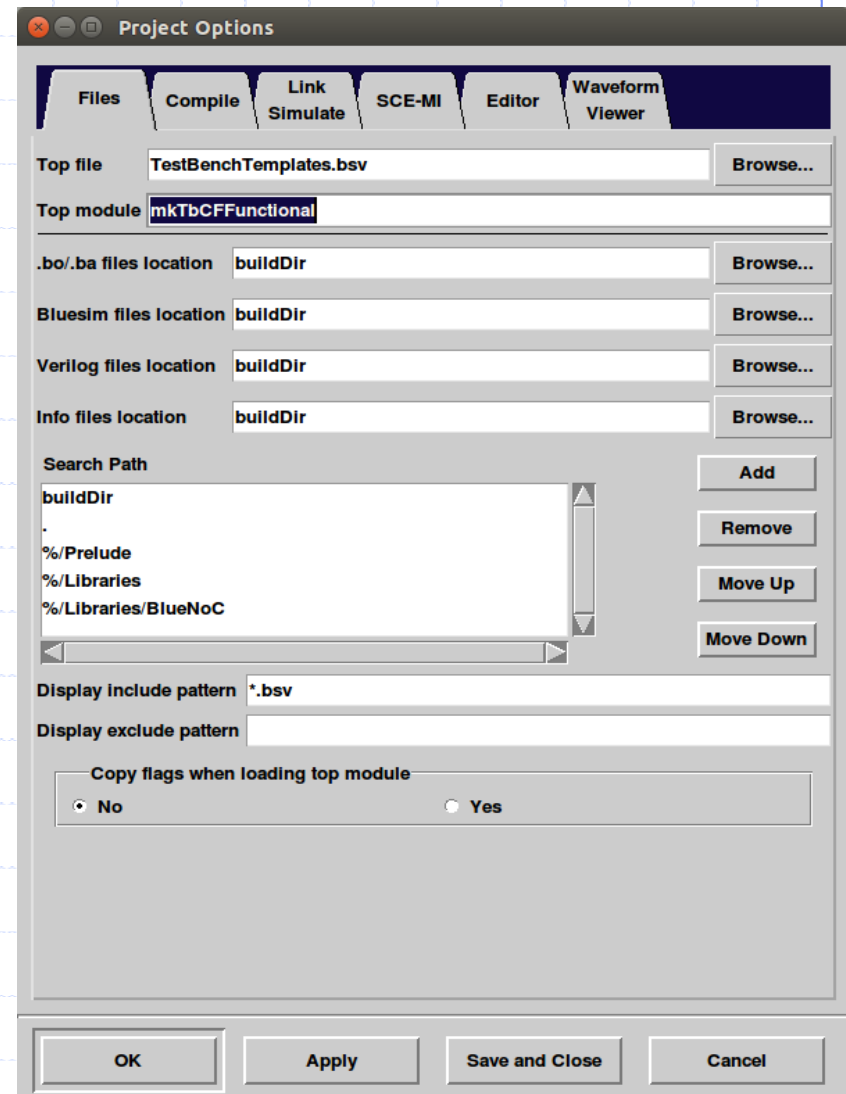 Project Options
Files
Compile
Link
Simulate
SCE-MI
Editor
Waveform
Viewer
Top file TestBenchTemplates.bsv Browse...
Top module mkTbCFFunctional
.bo/.ba files location buildDir Browse...
Bluesim files location buildDir Browse...
Verilog files location buildDir Browse...
Info files location buildDir Browse...
Search Path
Add
buildDir
.
Remove
%/Prelude
%/Libraries
Move Up
%/Libraries/BlueNoC
Move Down
Display include pattern *.bsv
Display exclude pattern
Copy flags when loading top module
No Yes
OK Apply Save and Close Cancel